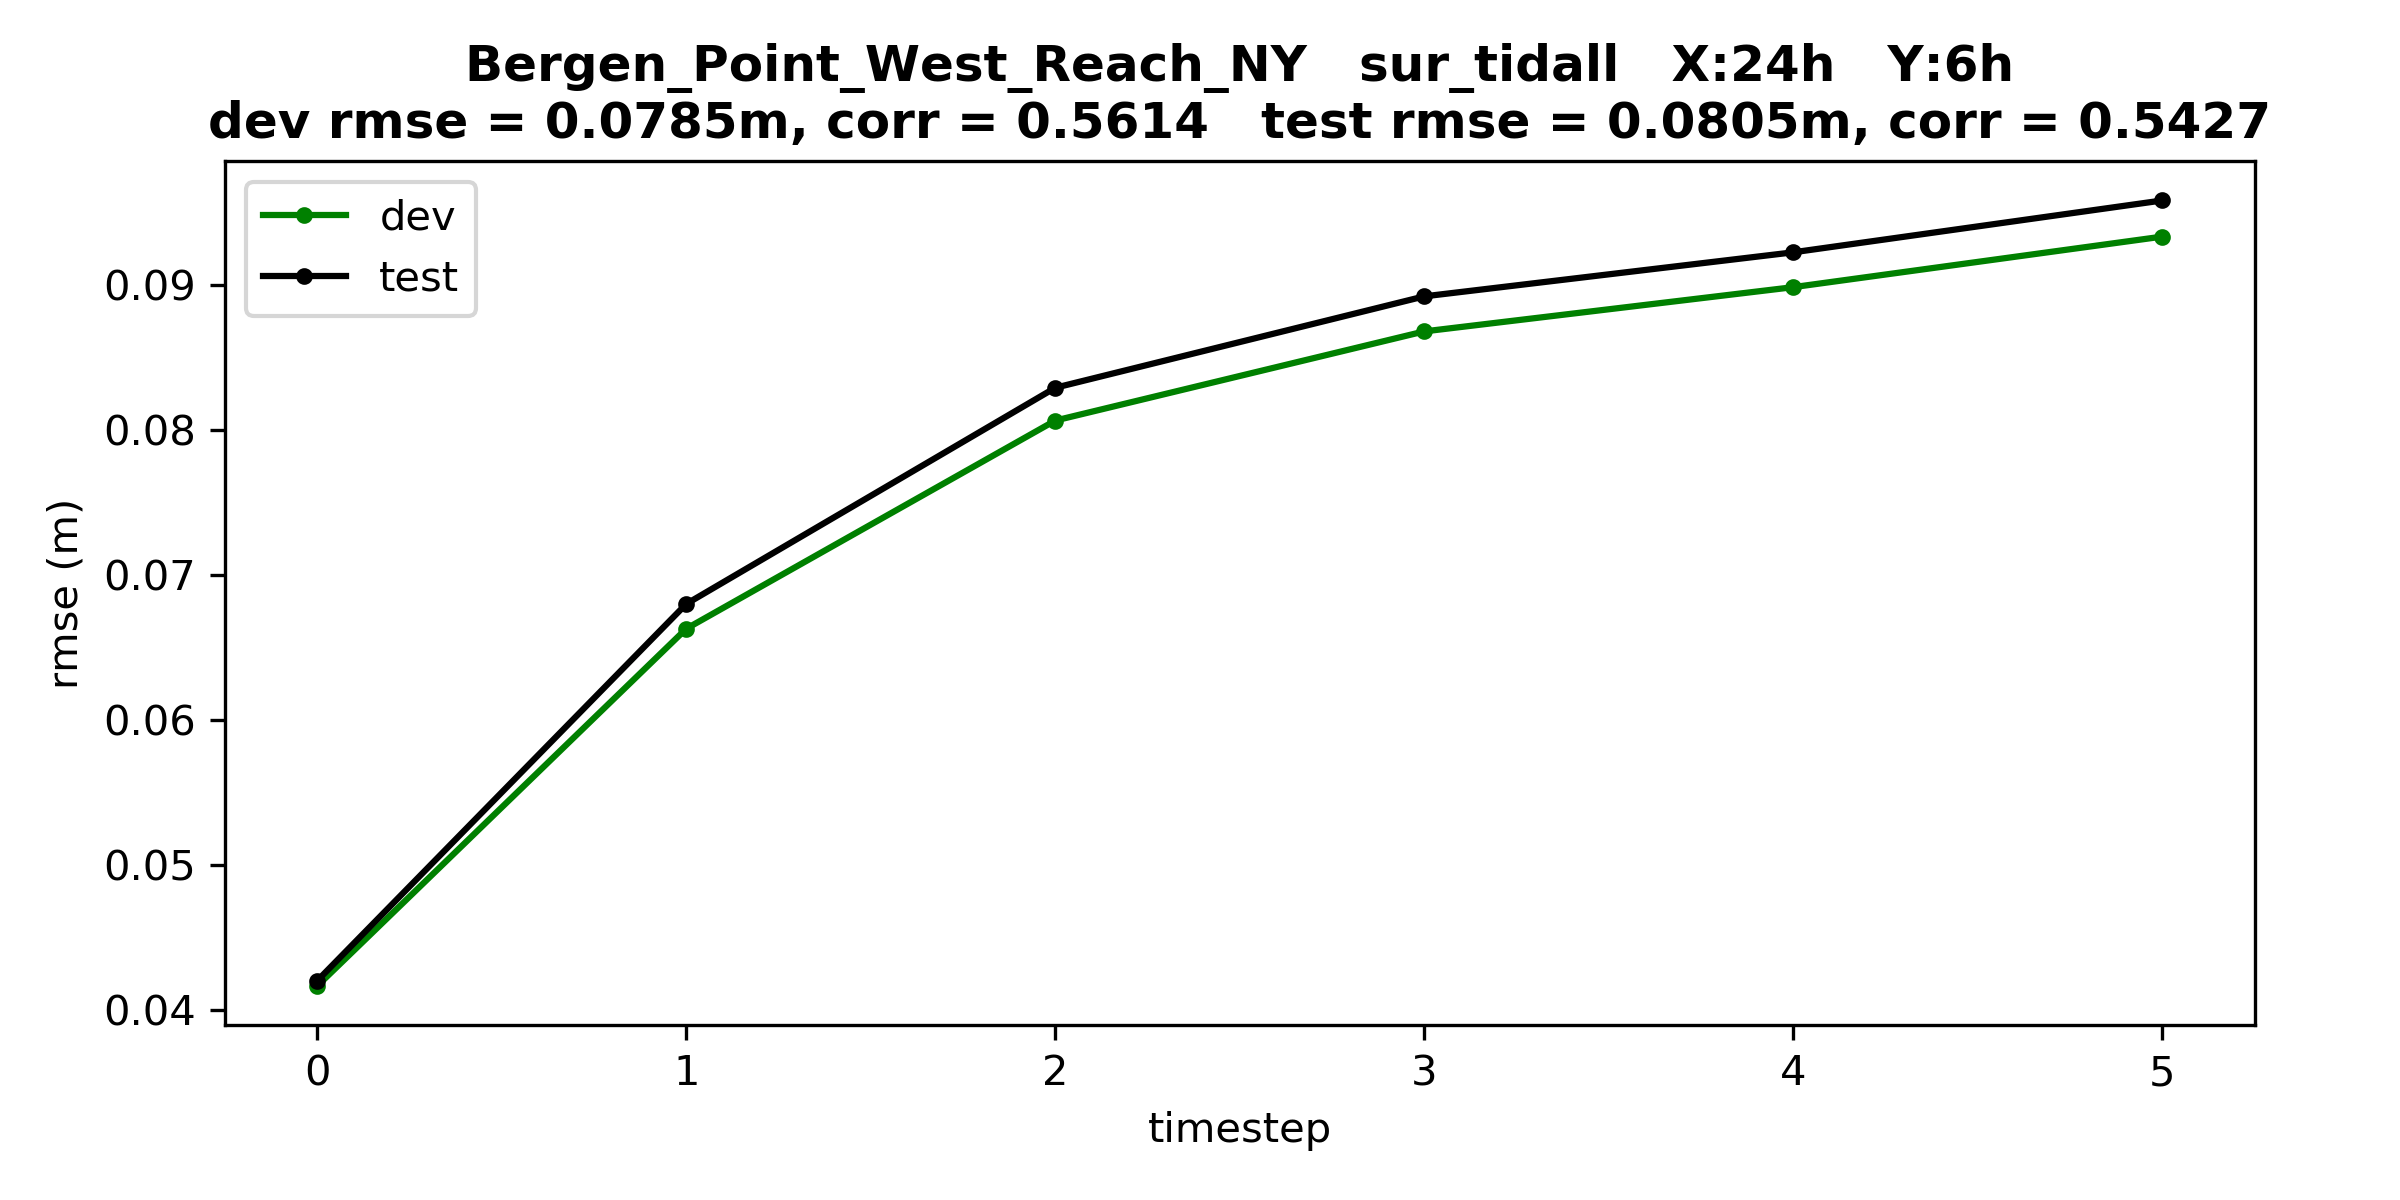 Bergen_Point_West_Reach_NY   sur_tidall   X:24h   Y:6h
dev rmse = 0.0785m, corr = 0.5614   test rmse = 0.0805m, corr = 0.5427
dev
test
0.09
0.08
0.07
0.06
0.05
0.04
rmse (m)
0 1 2 3 4 5
timestep